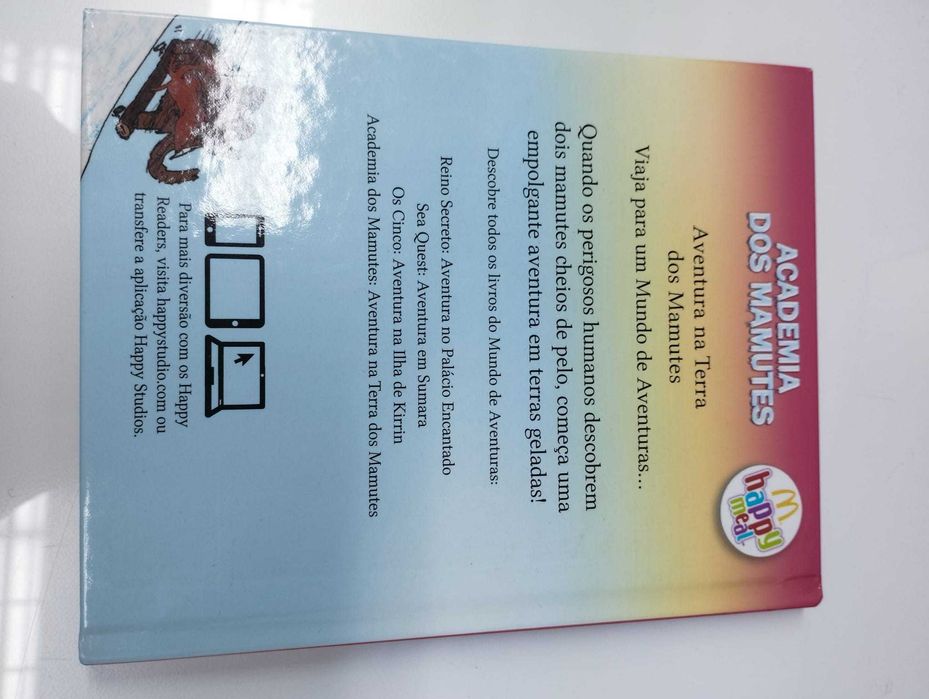 ACADEMIA
DOS MAMUTES
happy
meal
Aventura na Terra
dos Mamutes
Viaja para um Mundo de Aventuras...
Quando os perigosos humanos descobrem
dois mamutes cheios de pelo, começa uma
empolgante aventura em terras geladas!
Descobre todos os livros do Mundo de Aventuras:
Reino Secreto: Aventura no Palácio Encantado
Sea Quest: Aventura em Sumara
Os Cinco: Aventura na Ilha de Kirrin
Academia dos Mamutes: Aventura na Terra dos Mamutes
Para mais diversão com os Happy
Readers, visita happystudio.com ou
transfere a aplicação Happy Studios.